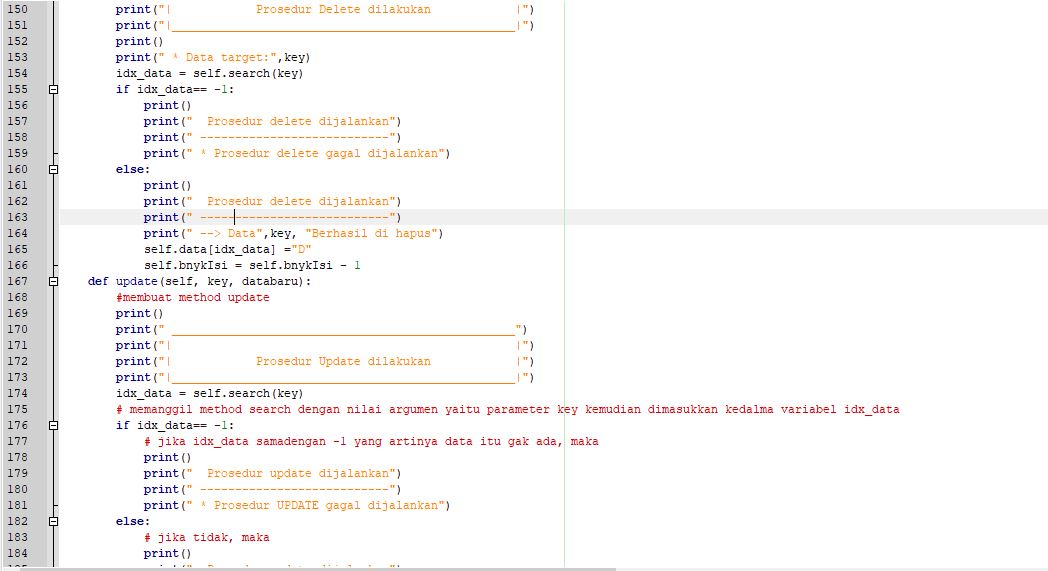 150 print("|            Prosedur Delete dilakukan            |")
151 print("|_________________________________________________|")
152 print()
153 print(" * Data target:",key)
154 idx_data = self.search(key)
155 if idx_data== -1:
156 print()
157 print("  Prosedur delete dijalankan")
158 print(" ---------------------------")
159 print(" * Prosedur delete gagal dijalankan")
160 else:
161 print()
162 print("  Prosedur delete dijalankan")
163 print(" ---------------------------")
164 print(" --> Data",key, "Berhasil di hapus")
165 self.data[idx_data] ="D"
166 self.bnykIsi = self.bnykIsi - 1
167 def update(self, key, databaru):
168 #membuat method update
169 print()
170 print(" _________________________________________________")
171 print("|                                                 |")
172 print("|            Prosedur Update dilakukan            |")
173 print("|_________________________________________________|")
174 idx_data = self.search(key)
175 # memanggil method search dengan nilai argumen yaitu parameter key kemudian dimasukkan kedalma variabel idx_data
176 if idx_data== -1:
177 # jika idx_data samadengan -1 yang artinya data itu gak ada, maka
178 print()
179 print("  Prosedur update dijalankan")
180 print(" ---------------------------")
181 print(" * Prosedur UPDATE gagal dijalankan")
182 else:
183 # jika tidak, maka
184 print()